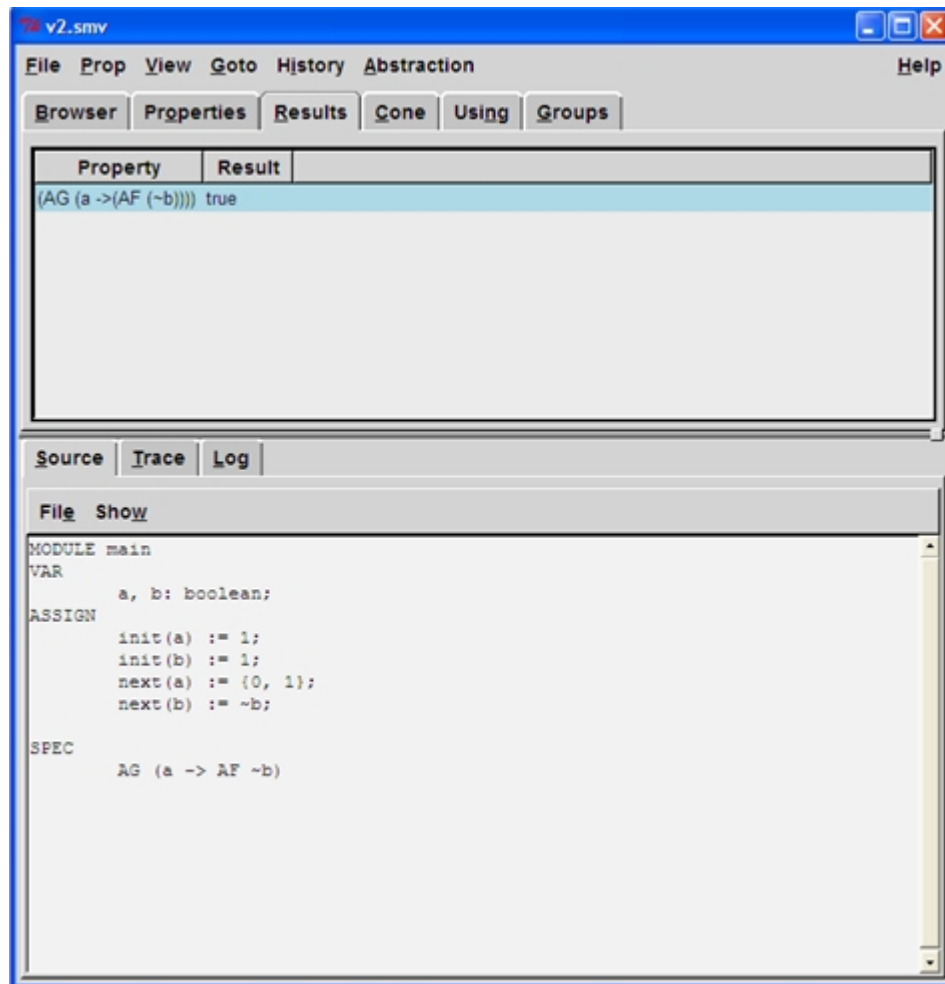 v2.smv
File Prop View Goto History Abstraction Help
Browser Properties Results Cone Using Groups
Property Result
(AG (a ->(AF (~b)))) true
Source Trace Log
File Show
MODULE main
VAR
a, b: boolean;
ASSIGN
init(a) := 1;
init(b) := 1;
next(a) := {0, 1};
next(b) := ~b;
SPEC
AG (a -> AF ~b)